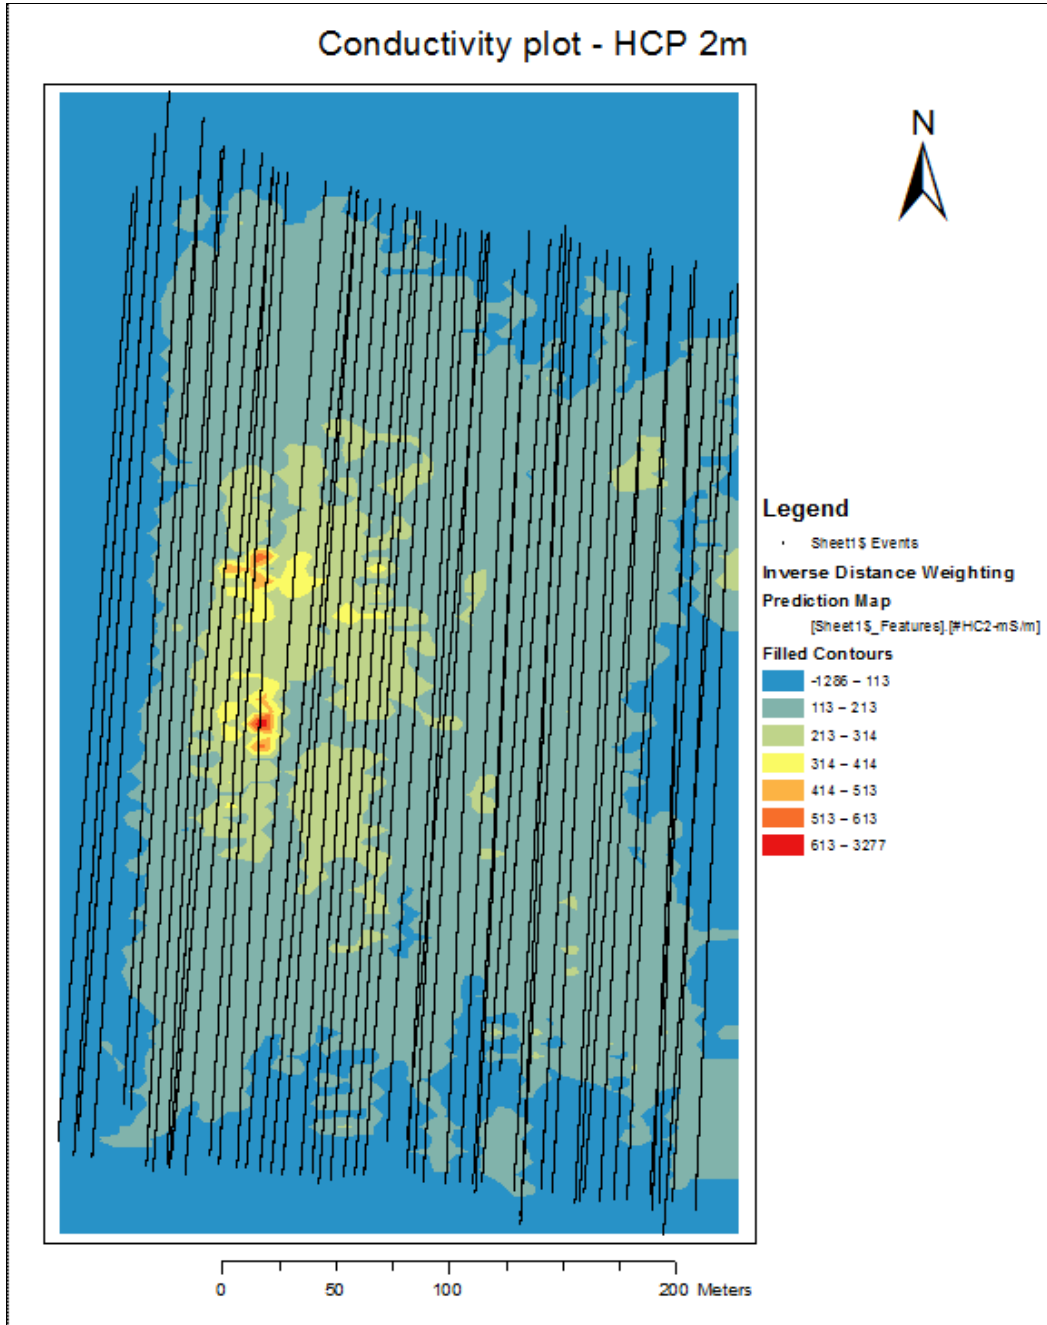 Conductivity plot - HCP 2m
N
Legend
Sheet1$ Events
Inverse Distance Weighting
Prediction Map
[Sheet1$_Features].[#HC2-mS/m]
Filled Contours
-1286 – 113
113 – 213
213 – 314
314 – 414
414 – 513
513 – 613
613 – 3277
0 50 100 200 Meters